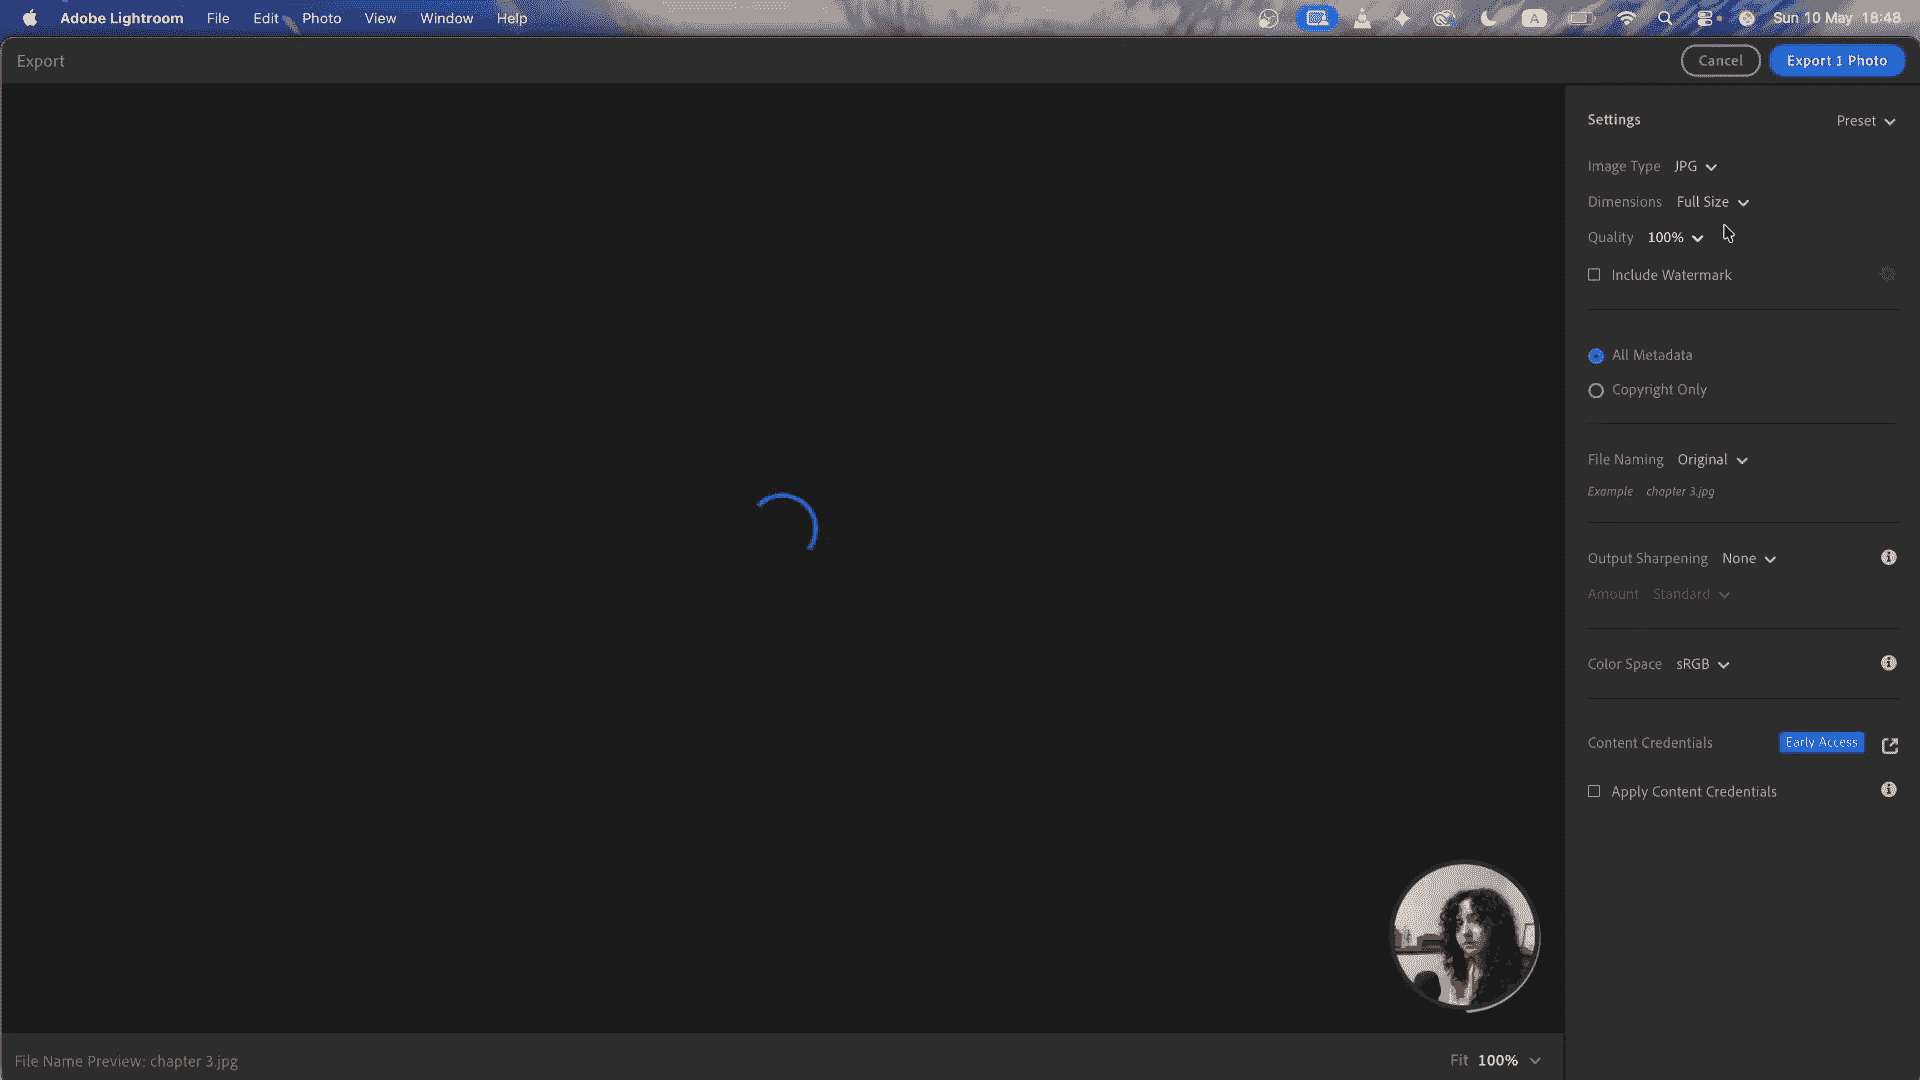 Adobe Lightroom File Edit Photo View Window Help A Sun 10 May 18:48
Export Cancel Export 1 Photo
Settings Preset
Image Type JPG
Dimensions Full Size
Quality 100%
Include Watermark
All Metadata
Copyright Only
File Naming Original
Example chapter 3.jpg
Output Sharpening None
Amount Standard
Color Space sRGB
Content Credentials Early Access
Apply Content Credentials
File Name Preview: chapter 3.jpg Fit 100%